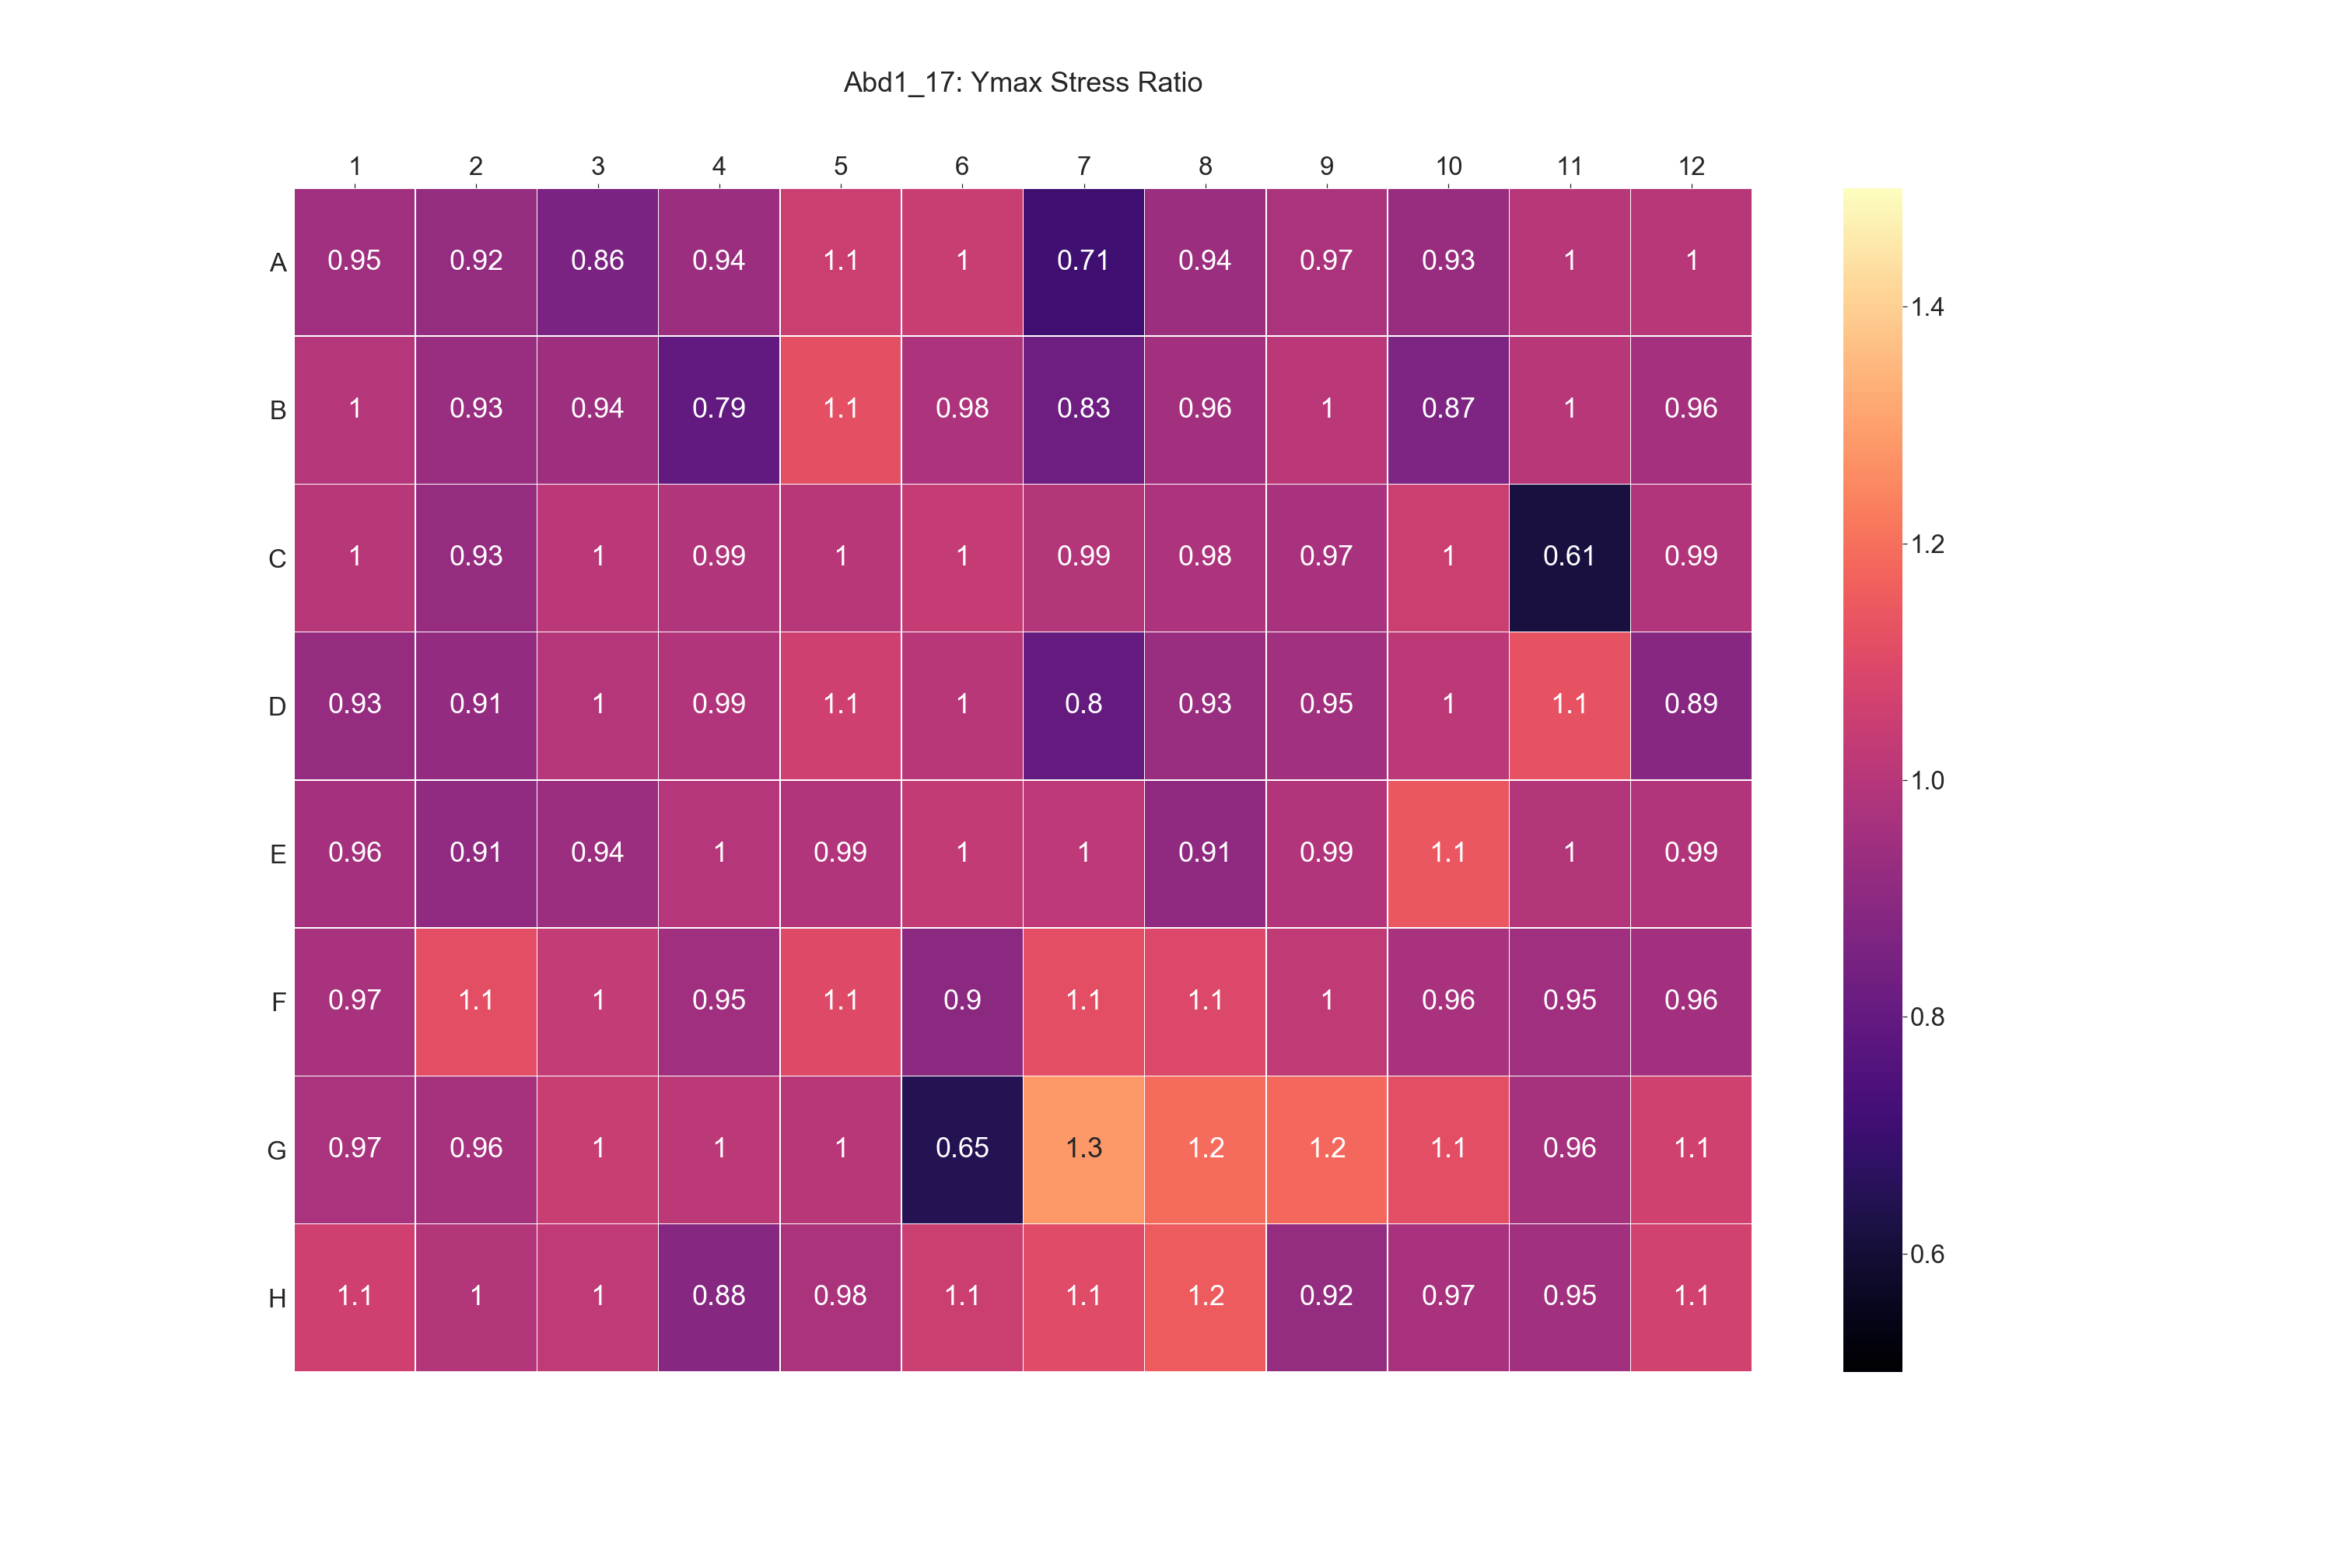 Abd1_17: Ymax Stress Ratio
1 2 3 4 5 6 7 8 9 10 11 12
A 0.95 0.92 0.86 0.94 1.1 1 0.71 0.94 0.97 0.93 1 1
B 1 0.93 0.94 0.79 1.1 0.98 0.83 0.96 1 0.87 1 0.96
C 1 0.93 1 0.99 1 1 0.99 0.98 0.97 1 0.61 0.99
D 0.93 0.91 1 0.99 1.1 1 0.8 0.93 0.95 1 1.1 0.89
E 0.96 0.91 0.94 1 0.99 1 1 0.91 0.99 1.1 1 0.99
F 0.97 1.1 1 0.95 1.1 0.9 1.1 1.1 1 0.96 0.95 0.96
G 0.97 0.96 1 1 1 0.65 1.3 1.2 1.2 1.1 0.96 1.1
H 1.1 1 1 0.88 0.98 1.1 1.1 1.2 0.92 0.97 0.95 1.1
1.4
1.2
1.0
0.8
0.6